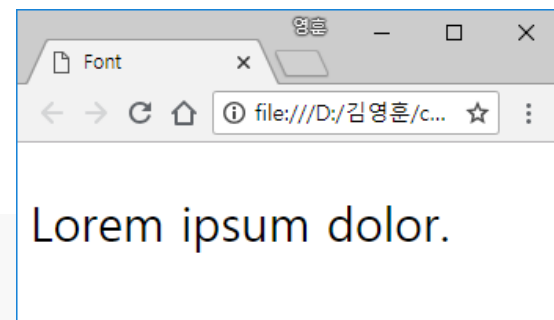 영훈
Font
file:///D:/김영훈/c...
Lorem ipsum dolor.